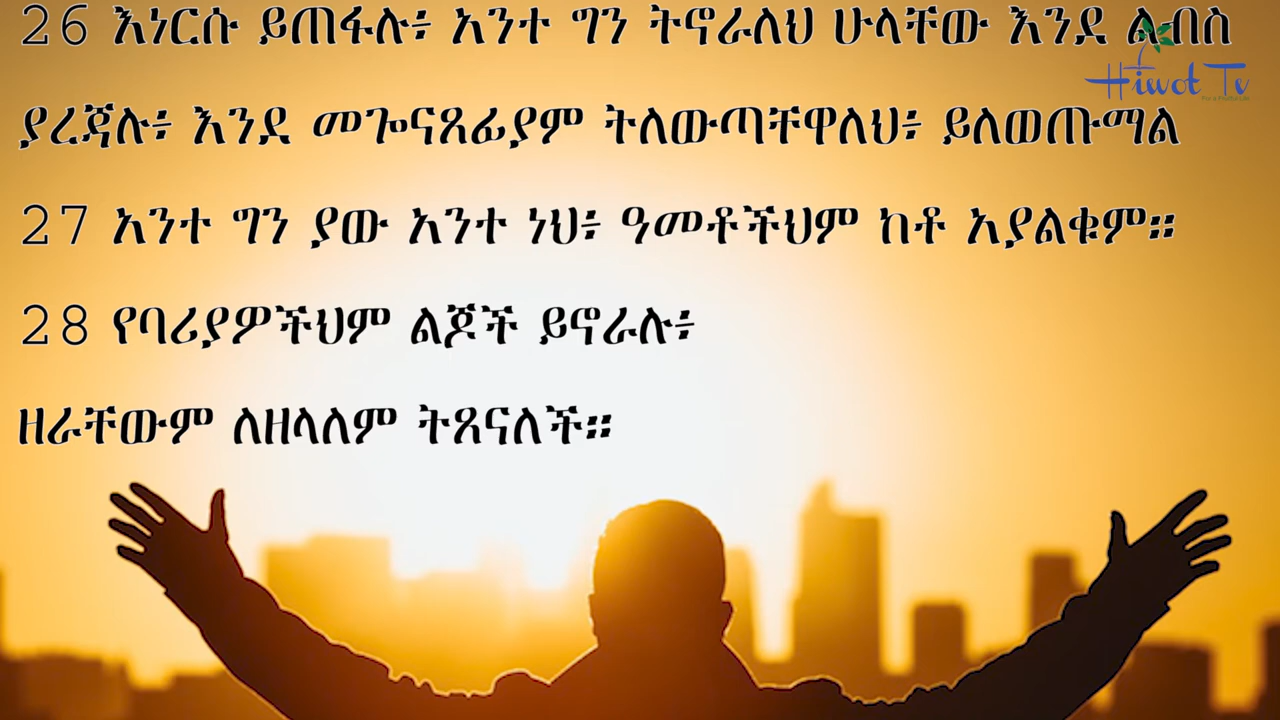 26 እነርሱ ይጠፋሉ፥ አንተ ግን ትኖራለህ ሁላቸው እንደ ልብስ
Hiwot Tv
ያረጃሉ፥ እንደ መጐናጸፊያም ትለውጣቸዋለህ፥ ይለወጡማል
27 አንተ ግን ያው አንተ ነህ፥ ዓመቶችህም ከቶ አያልቁም።
28 የባሪያዎችህም ልጆች ይኖራሉ፥
ዘራቸውም ለዘላለም ትጸናለች።